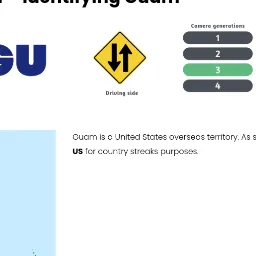 Identifying Guam
Camera generations
GU
1
2
3
4
Driving side
Guam is a United States overseas territory. As s
US for country streaks purposes.